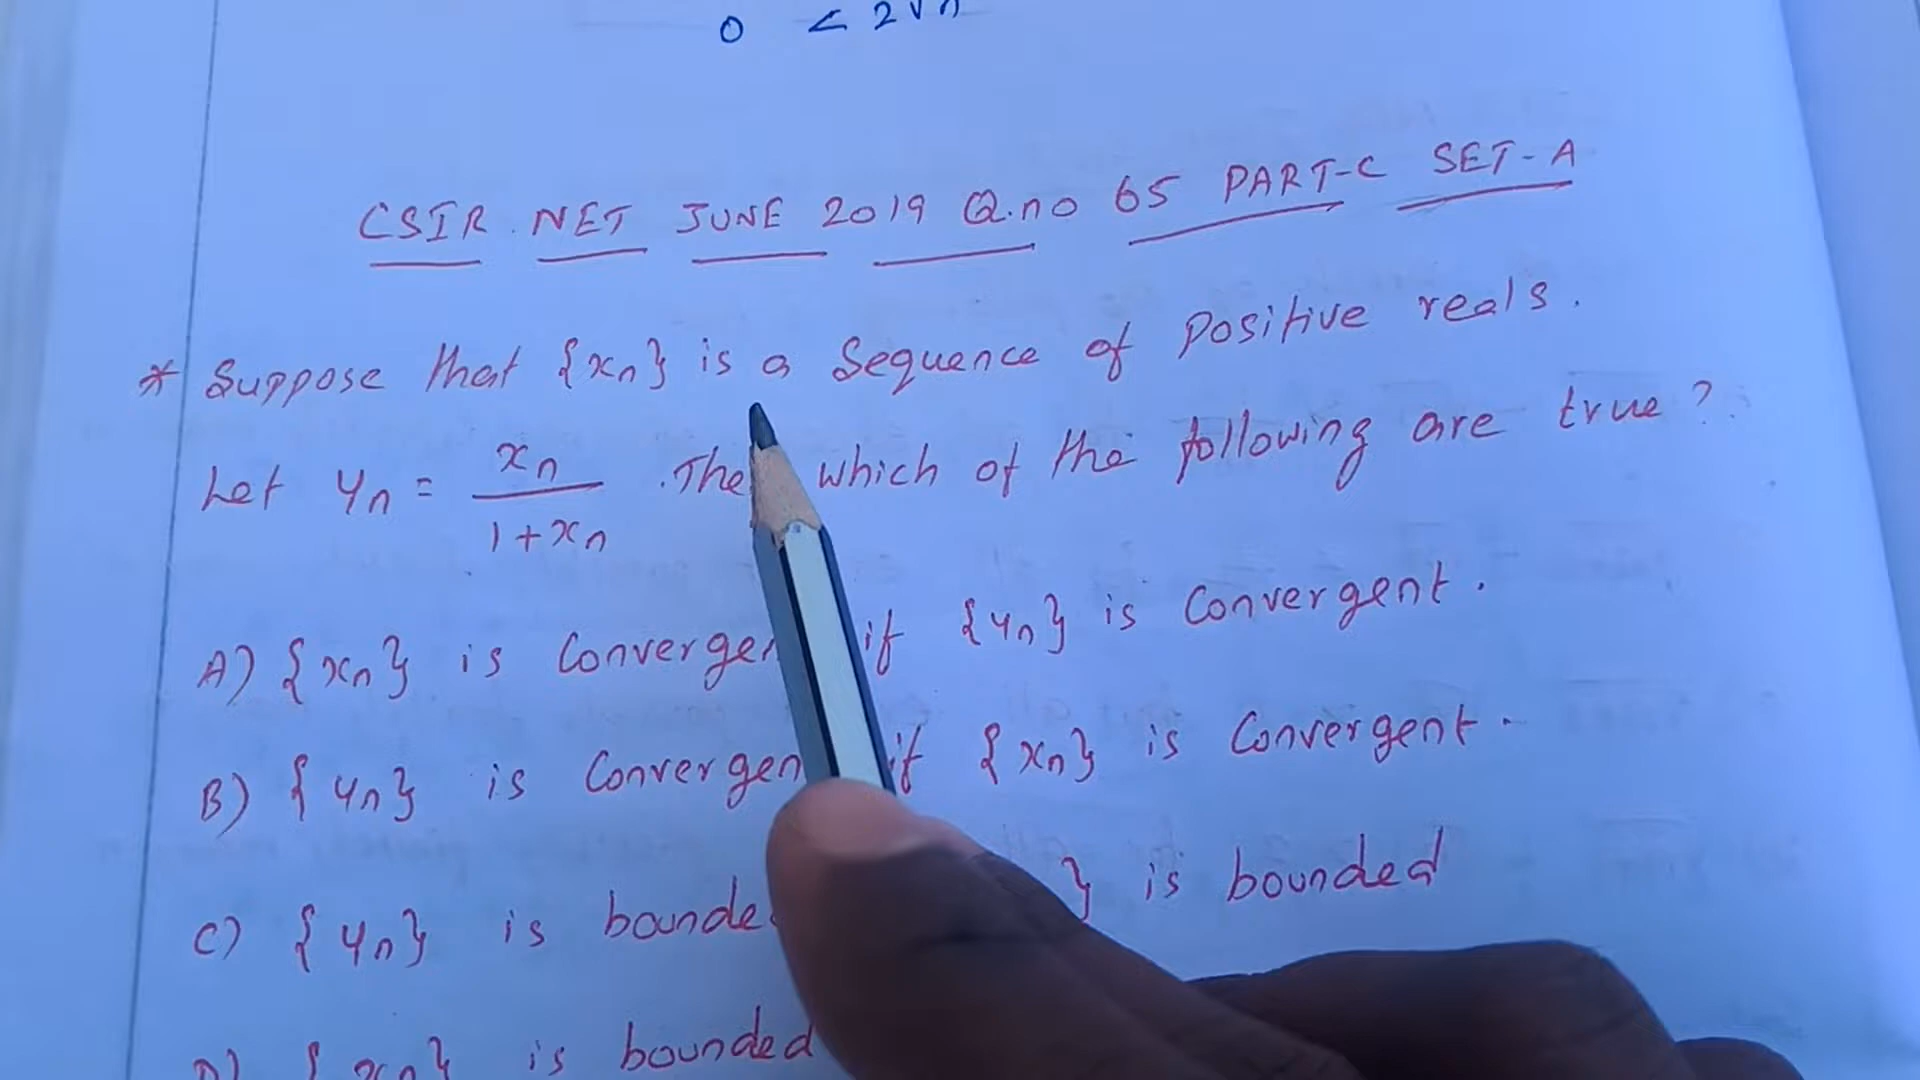 0 < 2√n
CSIR NET JUNE 2019 Q.no 65 PART-C SET-A
* Suppose that {xn} is a sequence of positive reals.
Let yn = xn / 1+xn . The which of the following are true?
A) {xn} is Convergen if {yn} is Convergent.
B) {yn} is Convergen if {xn} is Convergent.
C) {yn} is bounde } is bounded
D) {xn} is bounded